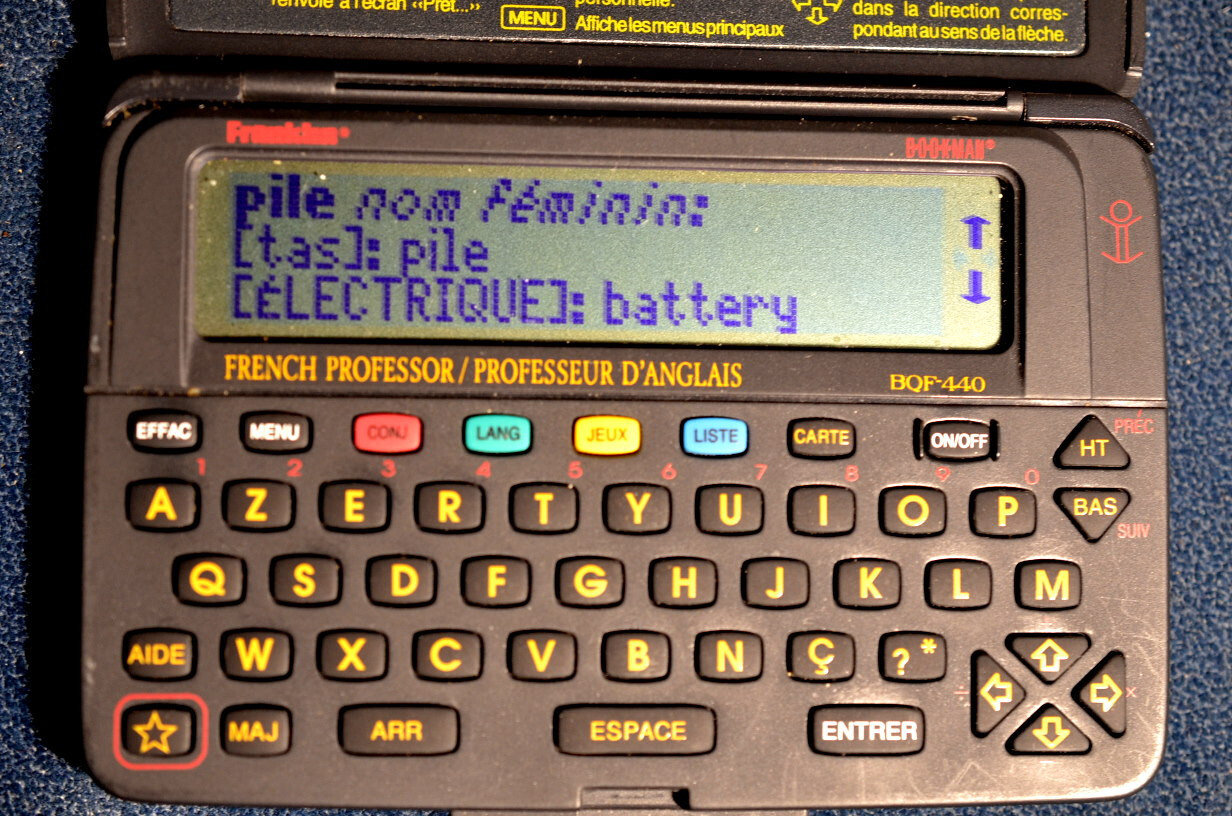 l'envoie à l'écran ‹‹Prêt...››
personnelle.
MENU Affiche les menus principaux
dans la direction corres-
pondant au sens de la flèche.
Franklin®
BOOKMAN®
pile nom féminin:
[tas]: pile
[ÉLECTRIQUE]: battery
FRENCH PROFESSOR / PROFESSEUR D'ANGLAIS
BQF-440
EFFAC MENU CONJ LANG JEUX LISTE CARTE ON/OFF HT PRÉC
1 2 3 4 5 6 7 8 9 0
A Z E R T Y U I O P BAS SUIV
Q S D F G H J K L M
AIDE W X C V B N Ç ? *
÷ ×
MAJ ARR ESPACE ENTRER